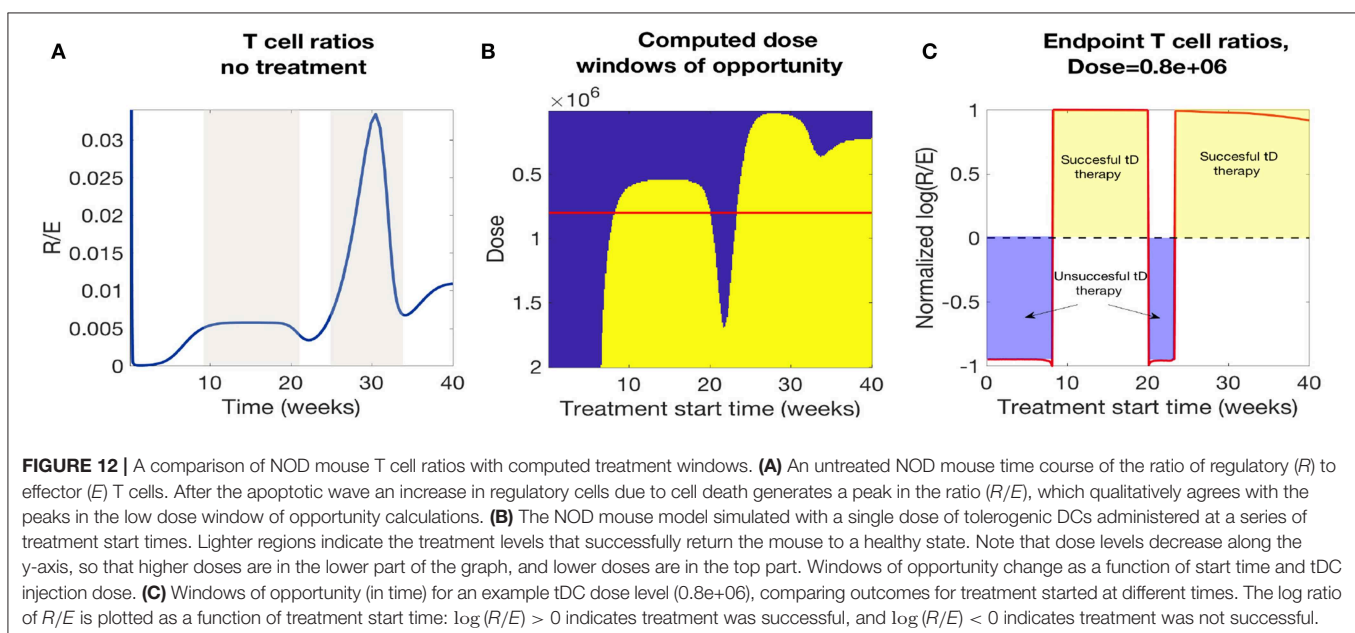 A
T cell ratios
no treatment
0.03
0.025
0.02
0.015
0.01
0.005
0
R/E
10
20
30
40
Time (weeks)
B
Computed dose
windows of opportunity
×10⁶
0.5
1
1.5
2
Dose
10
20
30
40
Treatment start time (weeks)
C
Endpoint T cell ratios,
Dose=0.8e+06
1
0.5
0
-0.5
-1
Normalized log(R/E)
Succesful tD
therapy
Succesful tD
therapy
Unsuccesful tD
therapy
0
10
20
30
40
Treatment start time (weeks)
FIGURE 12 | A comparison of NOD mouse T cell ratios with computed treatment windows. (A) An untreated NOD mouse time course of the ratio of regulatory (R) to
effector (E) T cells. After the apoptotic wave an increase in regulatory cells due to cell death generates a peak in the ratio (R/E), which qualitatively agrees with the
peaks in the low dose window of opportunity calculations. (B) The NOD mouse model simulated with a single dose of tolerogenic DCs administered at a series of
treatment start times. Lighter regions indicate the treatment levels that successfully return the mouse to a healthy state. Note that dose levels decrease along the
y-axis, so that higher doses are in the lower part of the graph, and lower doses are in the top part. Windows of opportunity change as a function of start time and tDC
injection dose. (C) Windows of opportunity (in time) for an example tDC dose level (0.8e+06), comparing outcomes for treatment started at different times. The log ratio
of R/E is plotted as a function of treatment start time: log (R/E) > 0 indicates treatment was successful, and log (R/E) < 0 indicates treatment was not successful.